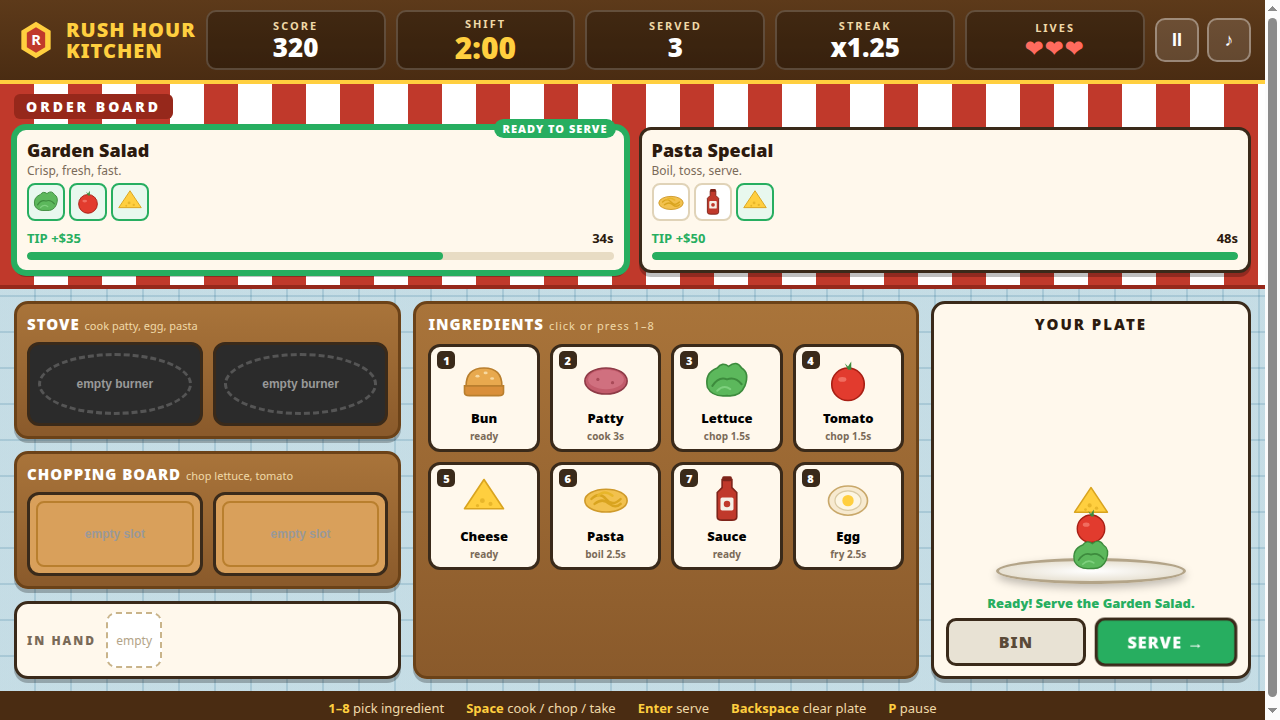 R
RUSH HOUR
KITCHEN
SCORE
320
SHIFT
2:00
SERVED
3
STREAK
x1.25
LIVES
❤❤❤
II
♪
ORDER BOARD
READY TO SERVE
Garden Salad
Crisp, fresh, fast.
TIP +$35
34s
Pasta Special
Boil, toss, serve.
TIP +$50
48s
STOVE cook patty, egg, pasta
empty burner
empty burner
CHOPPING BOARD chop lettuce, tomato
empty slot
empty slot
IN HAND
empty
INGREDIENTS click or press 1–8
1
Bun
ready
2
Patty
cook 3s
3
Lettuce
chop 1.5s
4
Tomato
chop 1.5s
5
Cheese
ready
6
Pasta
boil 2.5s
7
Sauce
ready
8
Egg
fry 2.5s
YOUR PLATE
Ready! Serve the Garden Salad.
BIN
SERVE →
1–8 pick ingredient Space cook / chop / take Enter serve Backspace clear plate P pause